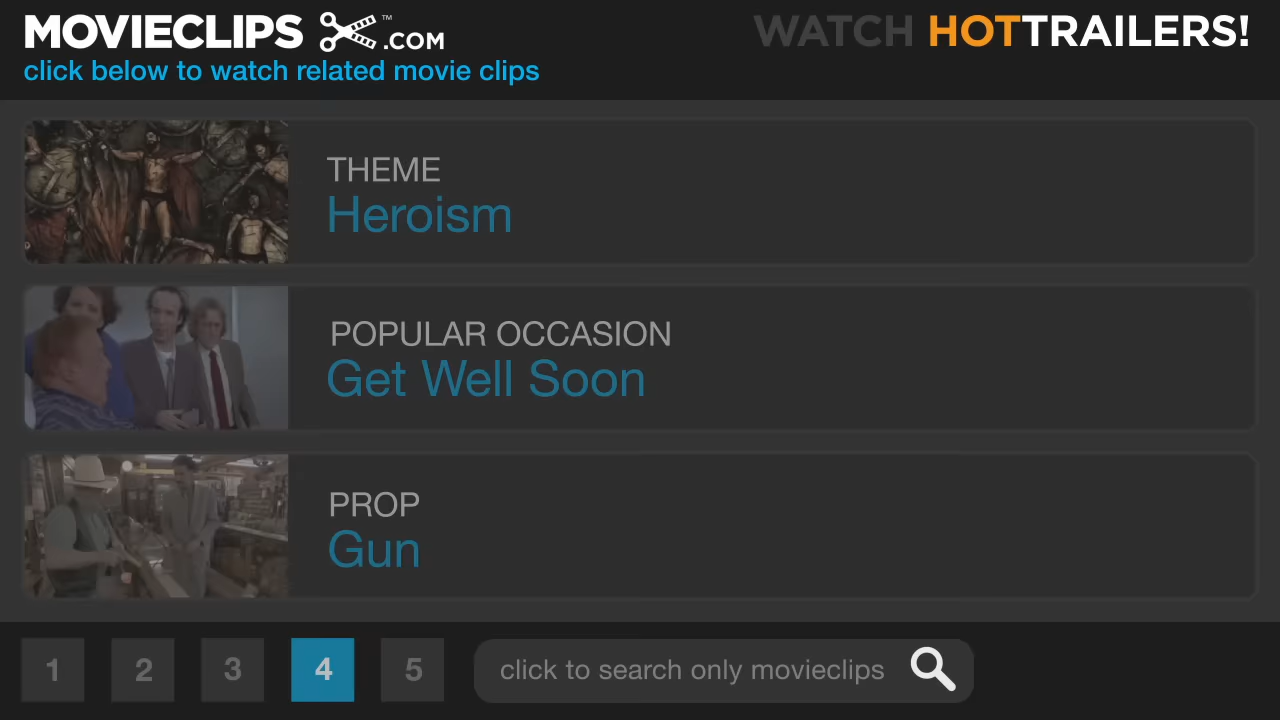 MOVIECLIPS ™ .COM
WATCH HOTTRAILERS!
click below to watch related movie clips
THEME
Heroism
POPULAR OCCASION
Get Well Soon
PROP
Gun
1 2 3 4 5
click to search only movieclips